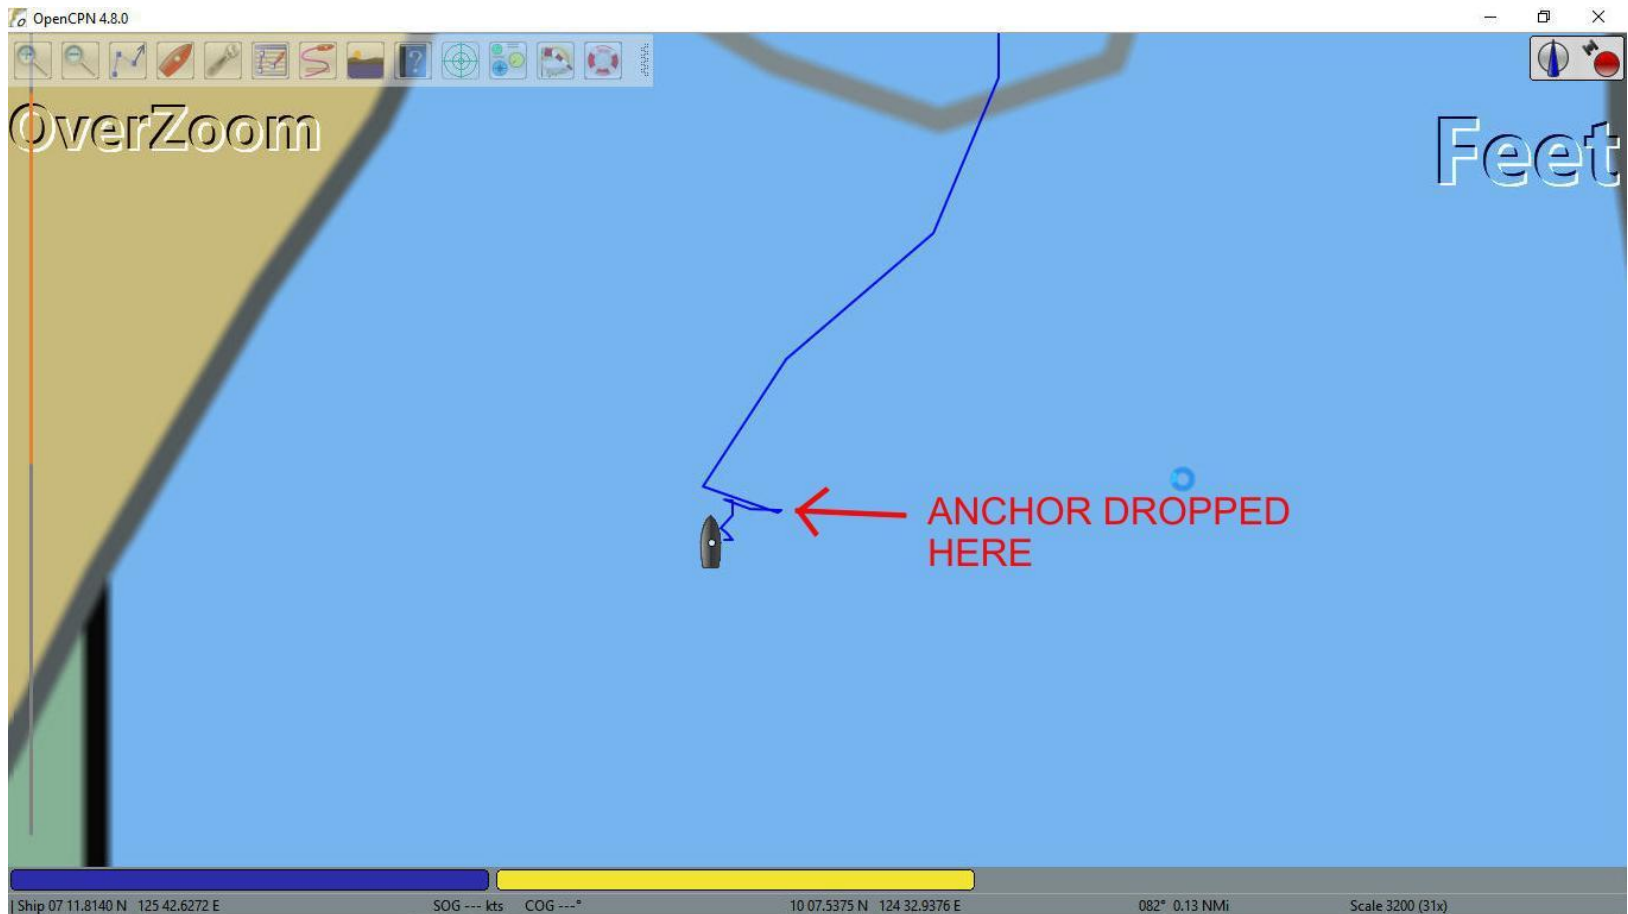 OpenCPN 4.8.0
OverZoom
Feet
ANCHOR DROPPED
HERE
Ship 07 11.8140 N 125 42.6272 E SOG --- kts COG ---° 10 07.5375 N 124 32.9376 E 082° 0.13 NMi Scale 3200 (31x)